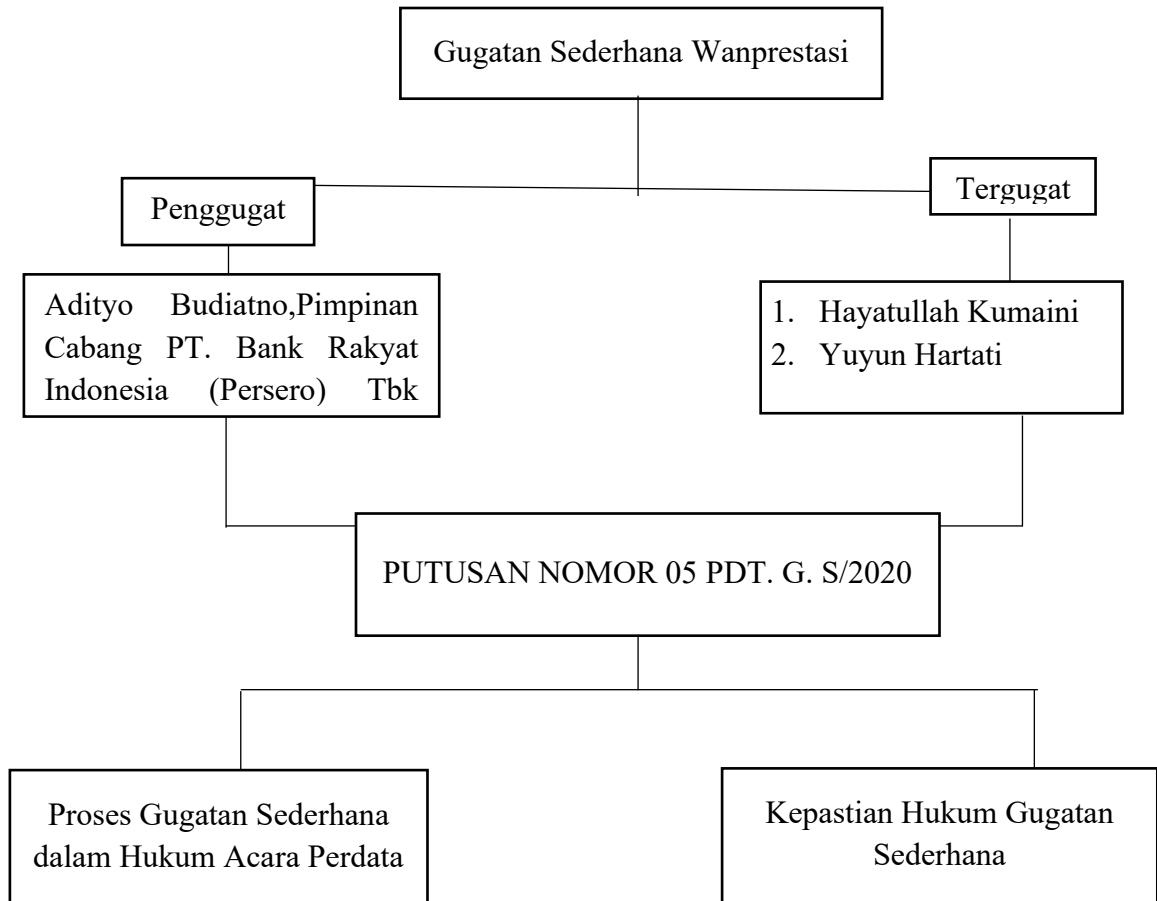 Gugatan Sederhana Wanprestasi
Penggugat
Tergugat
Adityo Budiatno,Pimpinan
Cabang PT. Bank Rakyat
Indonesia (Persero) Tbk
1. Hayatullah Kumaini
2. Yuyun Hartati
PUTUSAN NOMOR 05 PDT. G. S/2020
Proses Gugatan Sederhana
dalam Hukum Acara Perdata
Kepastian Hukum Gugatan
Sederhana